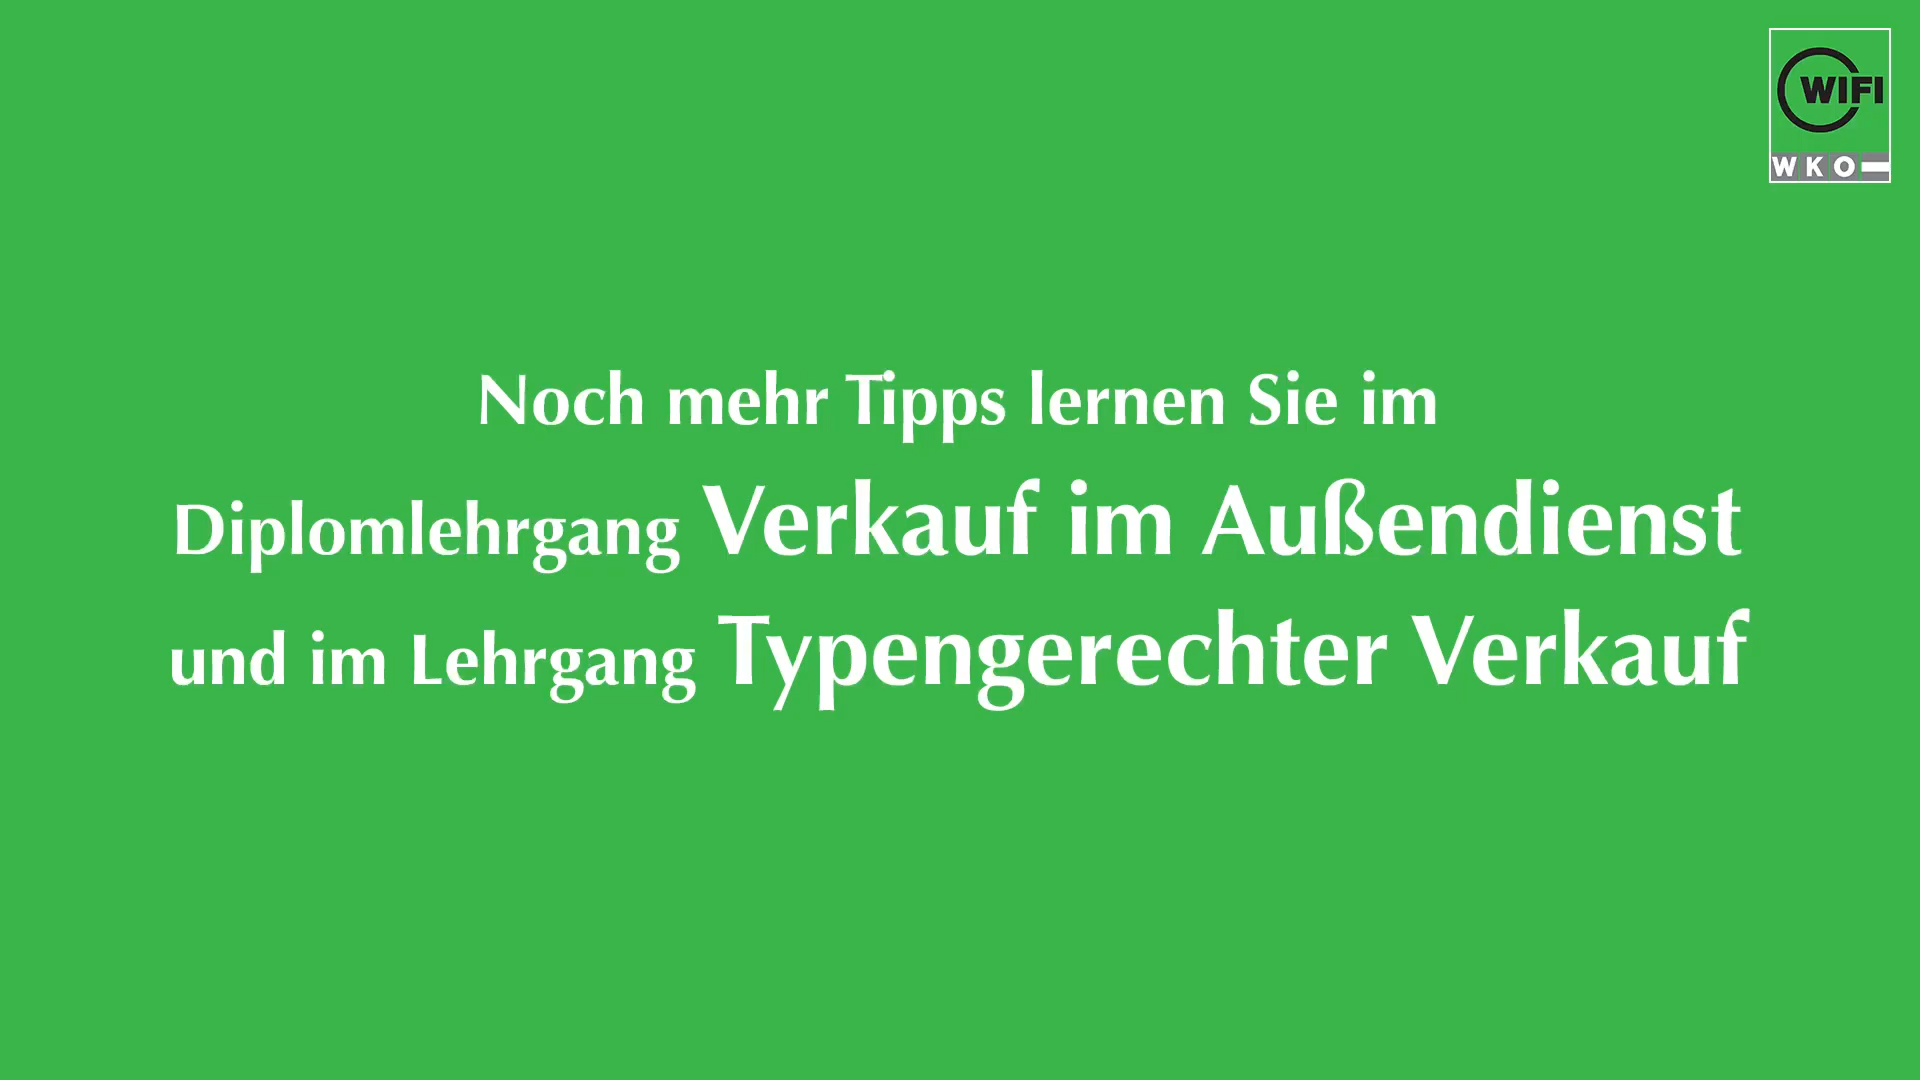 WIFI
WKO
Noch mehr Tipps lernen Sie im
Diplomlehrgang Verkauf im Außendienst
und im Lehrgang Typengerechter Verkauf